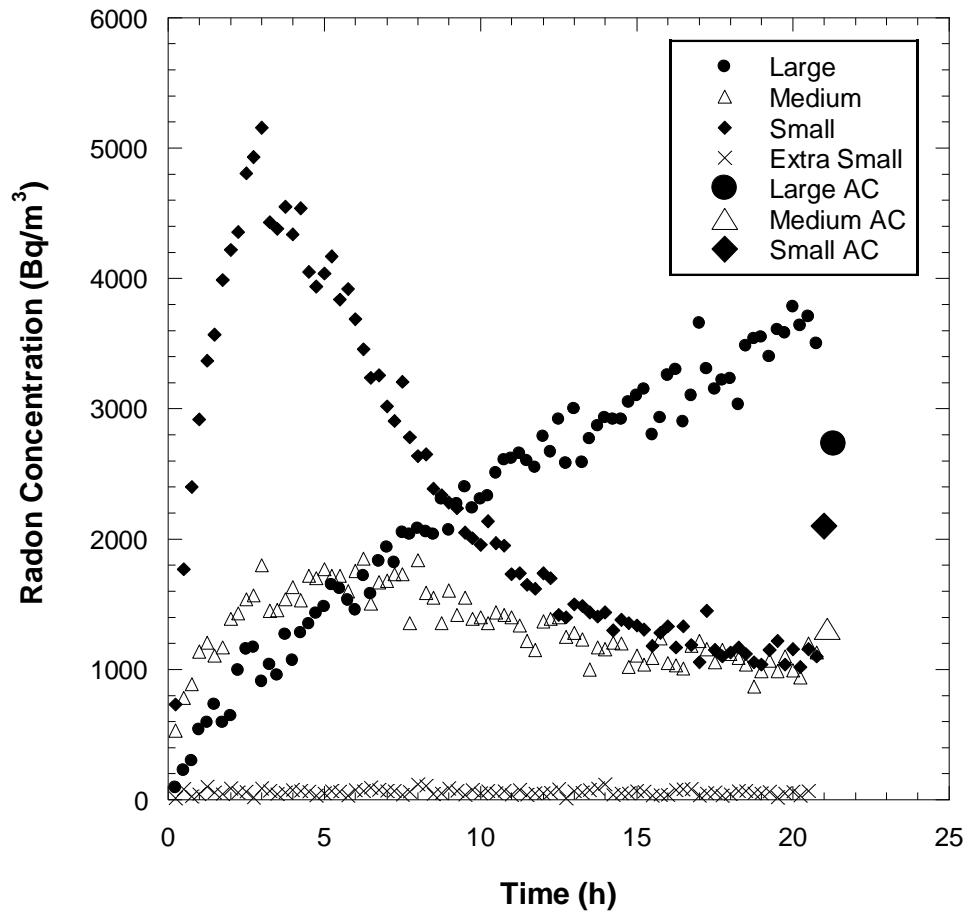 6000
5000
4000
3000
2000
1000
0
Radon Concentration (Bq/m³)
Large
Medium
Small
Extra Small
Large AC
Medium AC
Small AC
0 5 10 15 20 25
Time (h)